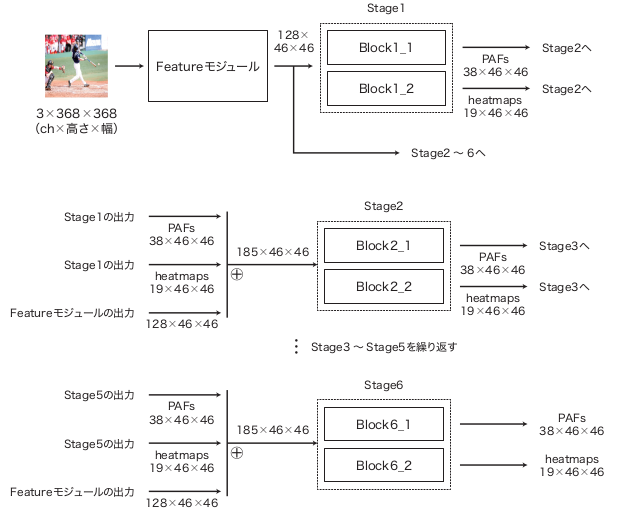 Stage1
128×
46×46
Block1_1
Block1_2
Featureモジュール
PAFs
38×46×46
Stage2へ
heatmaps
19×46×46
Stage2へ
3×368×368
（ch×高さ×幅）
Stage2 〜 6へ
Stage2
Stage1の出力
PAFs
38×46×46
Stage1の出力
heatmaps
19×46×46
Featureモジュールの出力
128×46×46
185×46×46
Block2_1
Block2_2
PAFs
38×46×46
Stage3へ
heatmaps
19×46×46
Stage3へ
Stage3 〜 Stage5を繰り返す
Stage6
Stage5の出力
PAFs
38×46×46
Stage5の出力
heatmaps
19×46×46
Featureモジュールの出力
128×46×46
185×46×46
Block6_1
Block6_2
PAFs
38×46×46
heatmaps
19×46×46